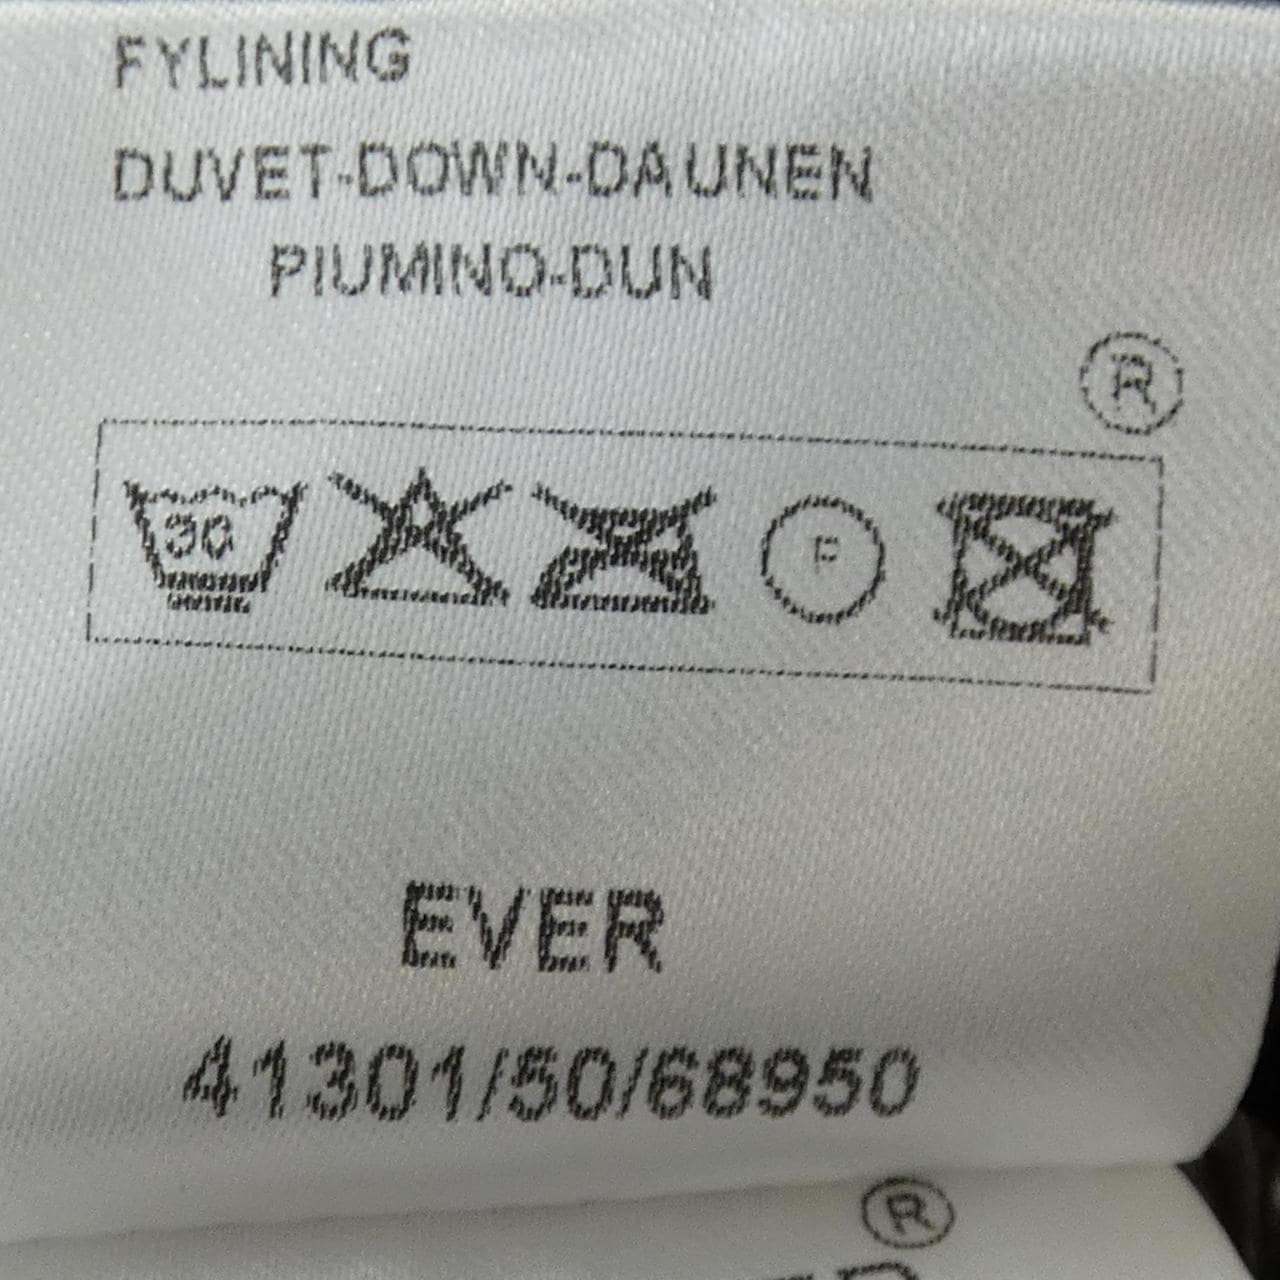 FYLINING
DUVET-DOWN-DAUNEN
PIUMINO-DUN
®
30 F
EVER
41301/50/68950
®